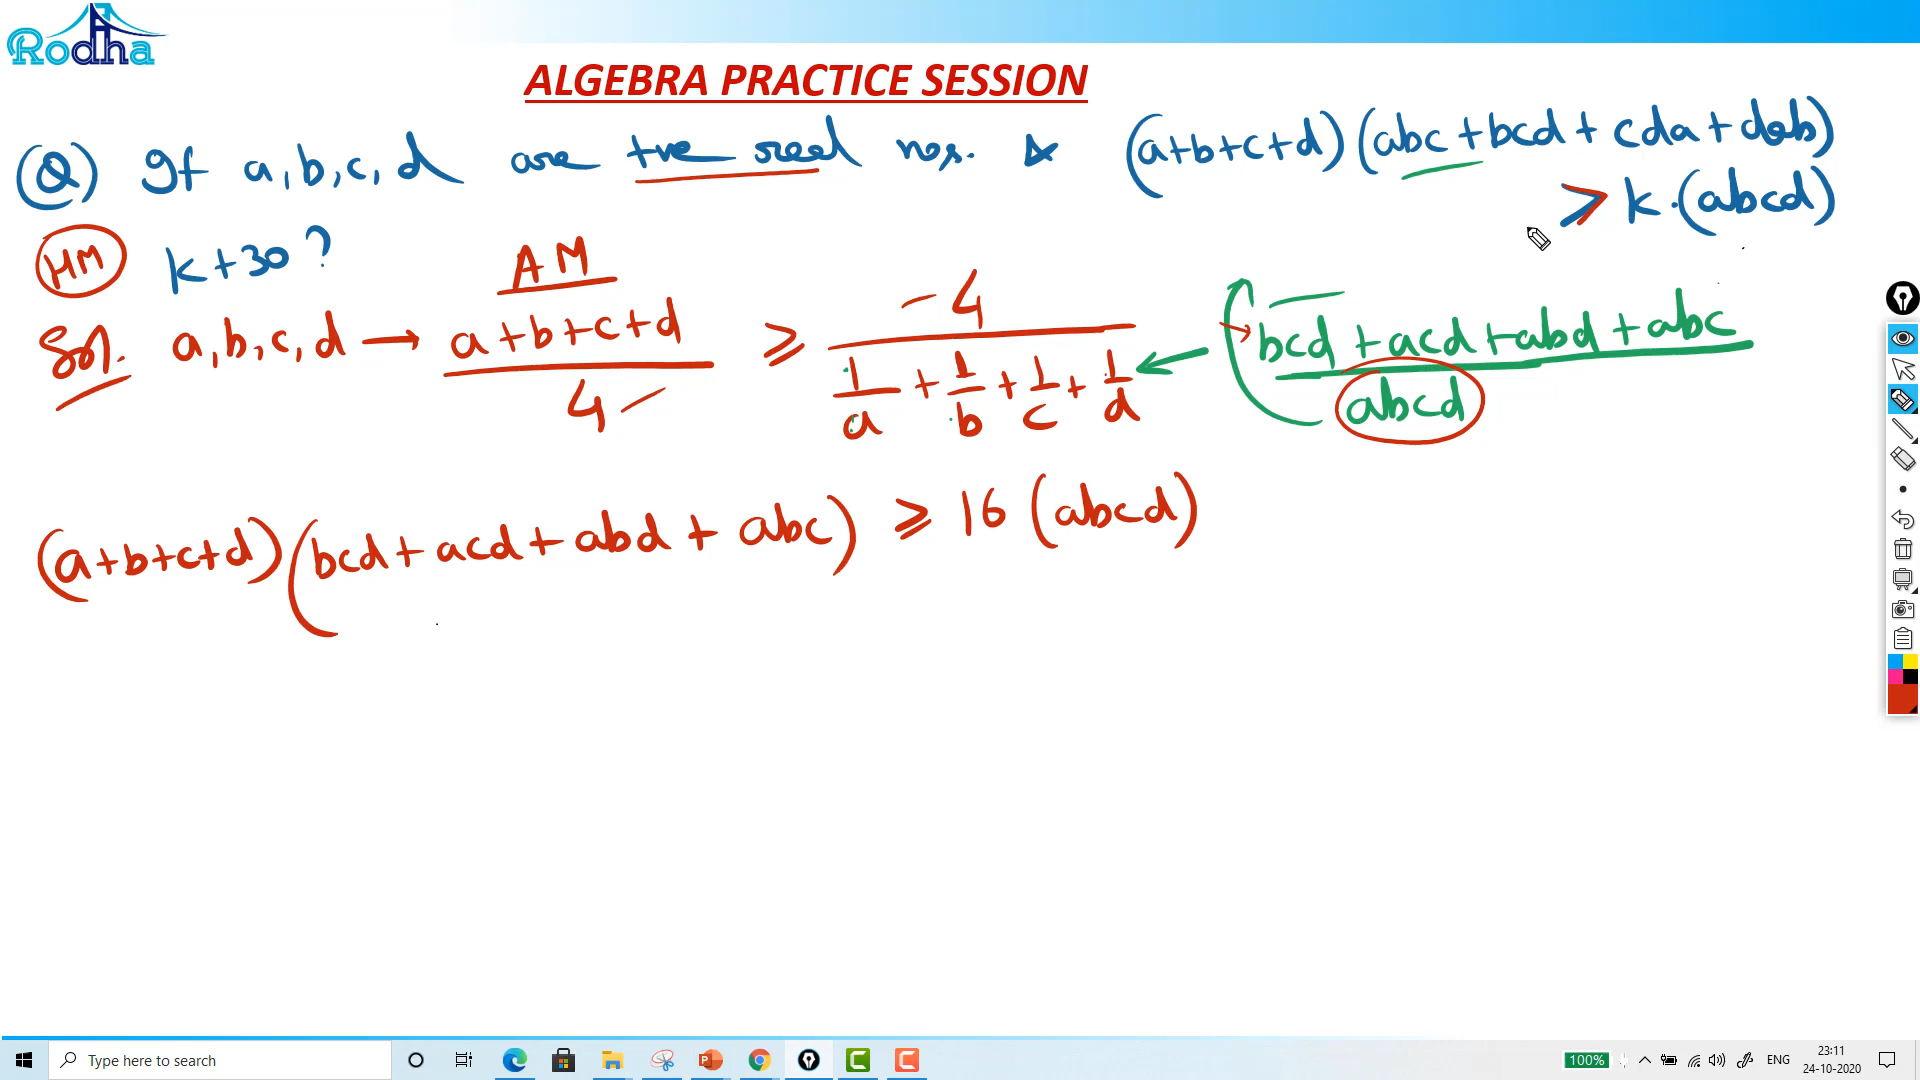 Rodha
ALGEBRA PRACTICE SESSION
(Q) If a, b, c, d are +ve real nos. & (a+b+c+d) (abc + bcd + cda + dab)
> k.(abcd)
HM k+30 ?
AM
Sol. a, b, c, d → a+b+c+d / 4 ≥ 4 / 1/a + 1/b + 1/c + 1/d ← bcd + acd + abd + abc / abcd
(a+b+c+d) (bcd + acd + abd + abc) ≥ 16 (abcd)
Type here to search
100%
ENG
23:11
24-10-2020